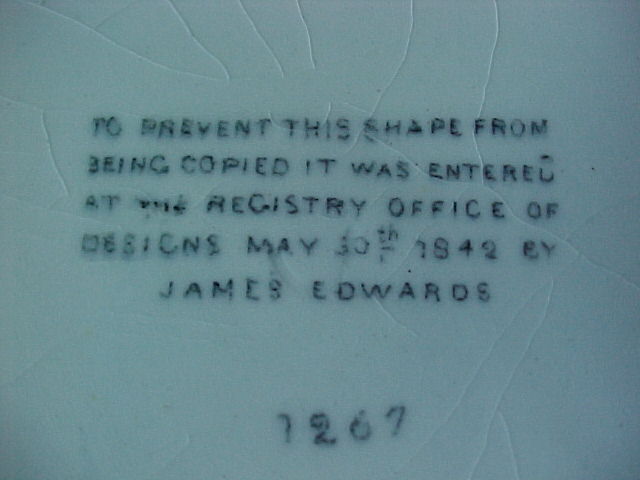 TO PREVENT THIS SHAPE FROM
BEING COPIED IT WAS ENTERED
AT THE REGISTRY OFFICE OF
DESIGNS MAY 30th 1842 BY
JAMES EDWARDS
1267